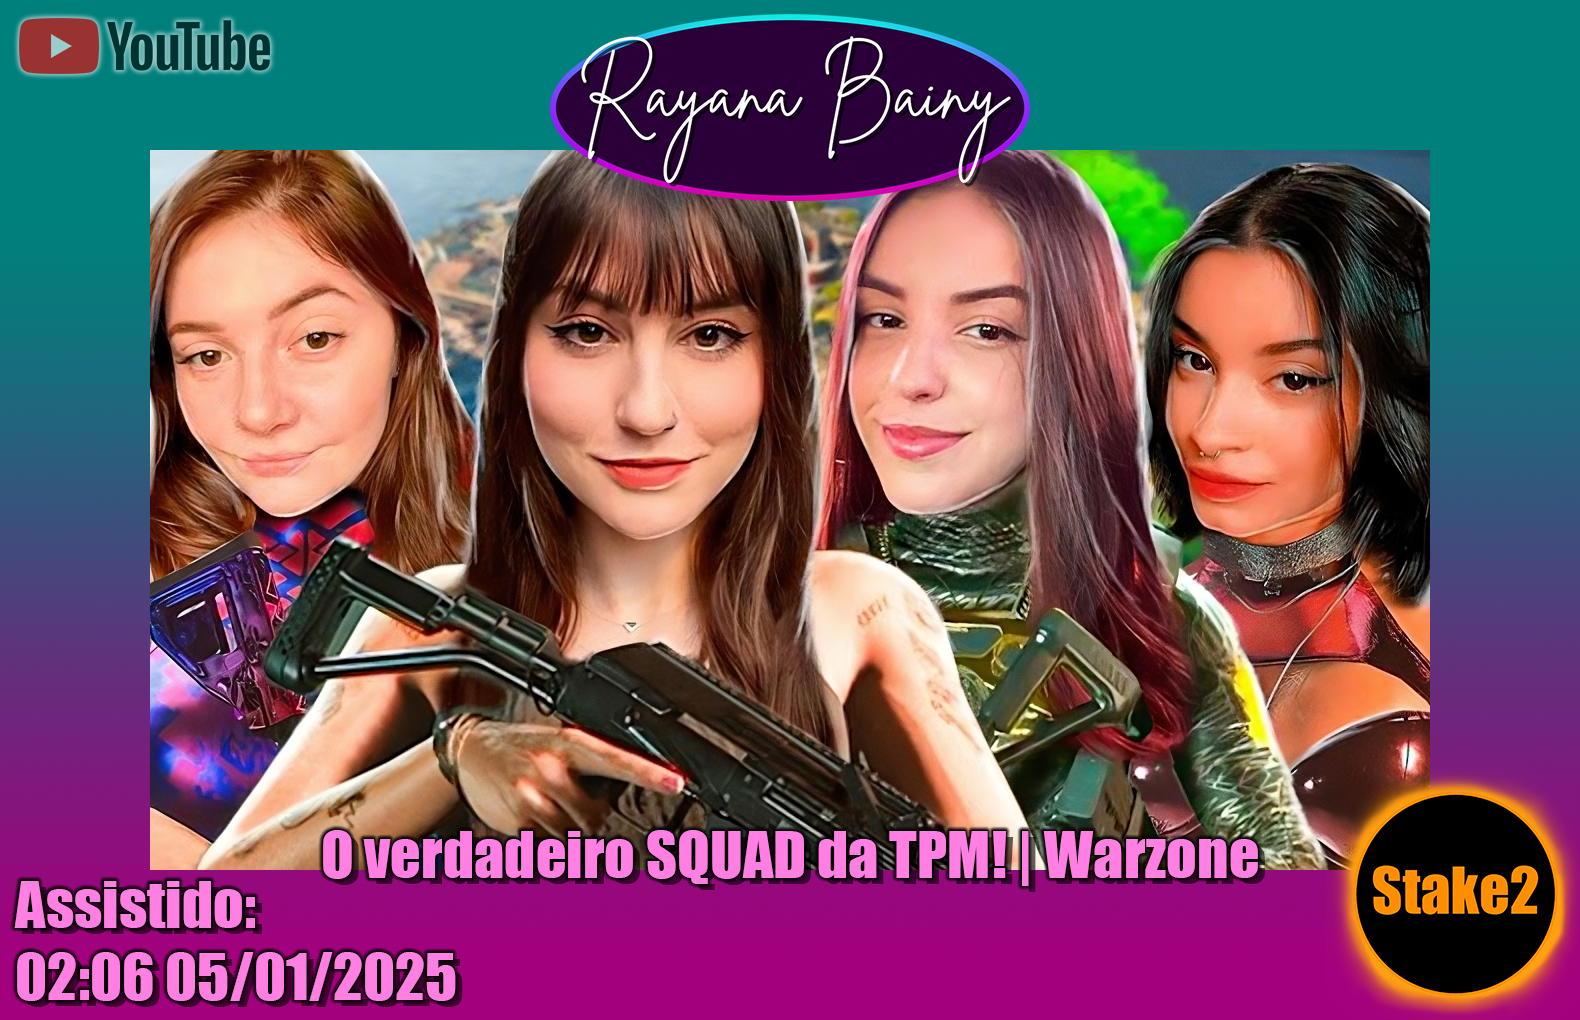 YouTube
Rayana Bainy
O verdadeiro SQUAD da TPM! | Warzone
Assistido:
02:06 05/01/2025
Stake2